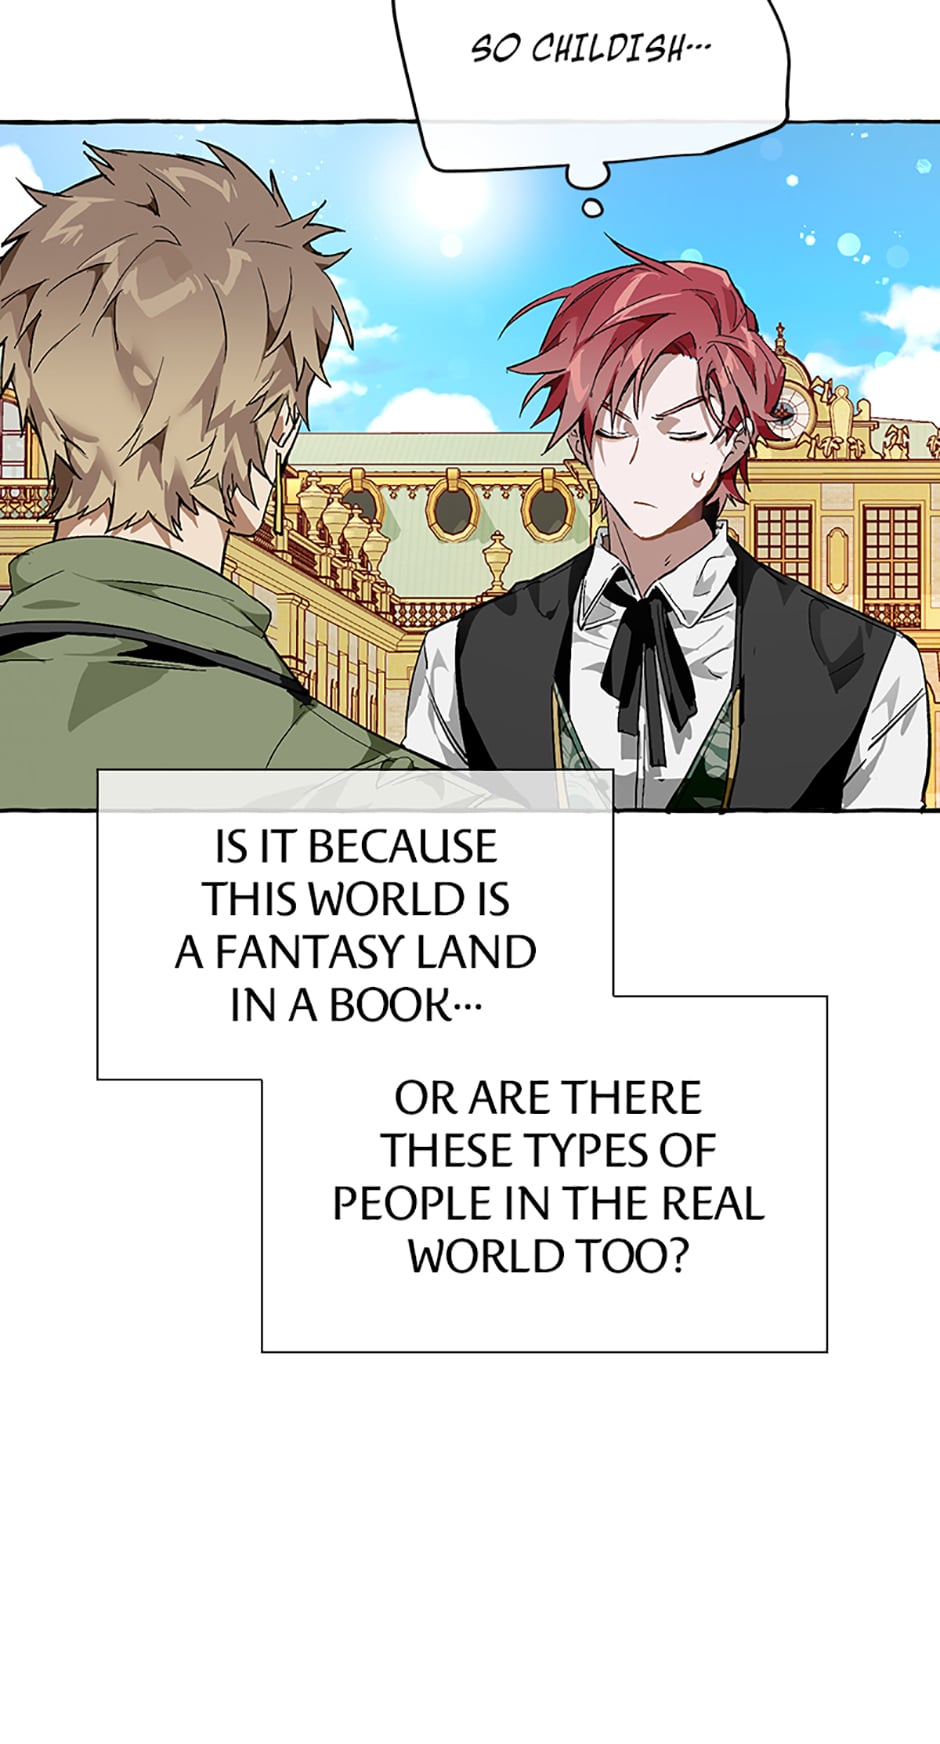 SO CHILDISH...
IS IT BECAUSE
THIS WORLD IS
A FANTASY LAND
IN A BOOK...
OR ARE THERE
THESE TYPES OF
PEOPLE IN THE REAL
WORLD TOO?